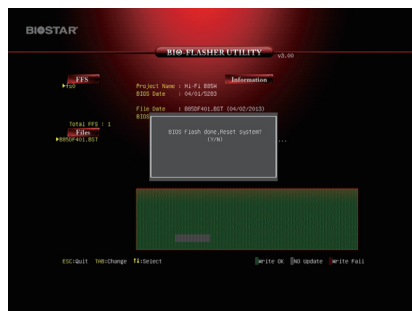 BIOSTAR
BIO-FLASHER UTILITY v3.00
FFS
fs0
Information
Project Name : Hi-Fi B85W
BIOS Date : 04/01/5203
File Date : B85DF401.BST (04/02/2013)
BIOS
Total FFS : 1
Files
B85DF401.BST
BIOS Flash done,Reset system?
(Y/N)
...
ESC:Quit TAB:Change ↑↓:Select Write OK NO Update Write Fail